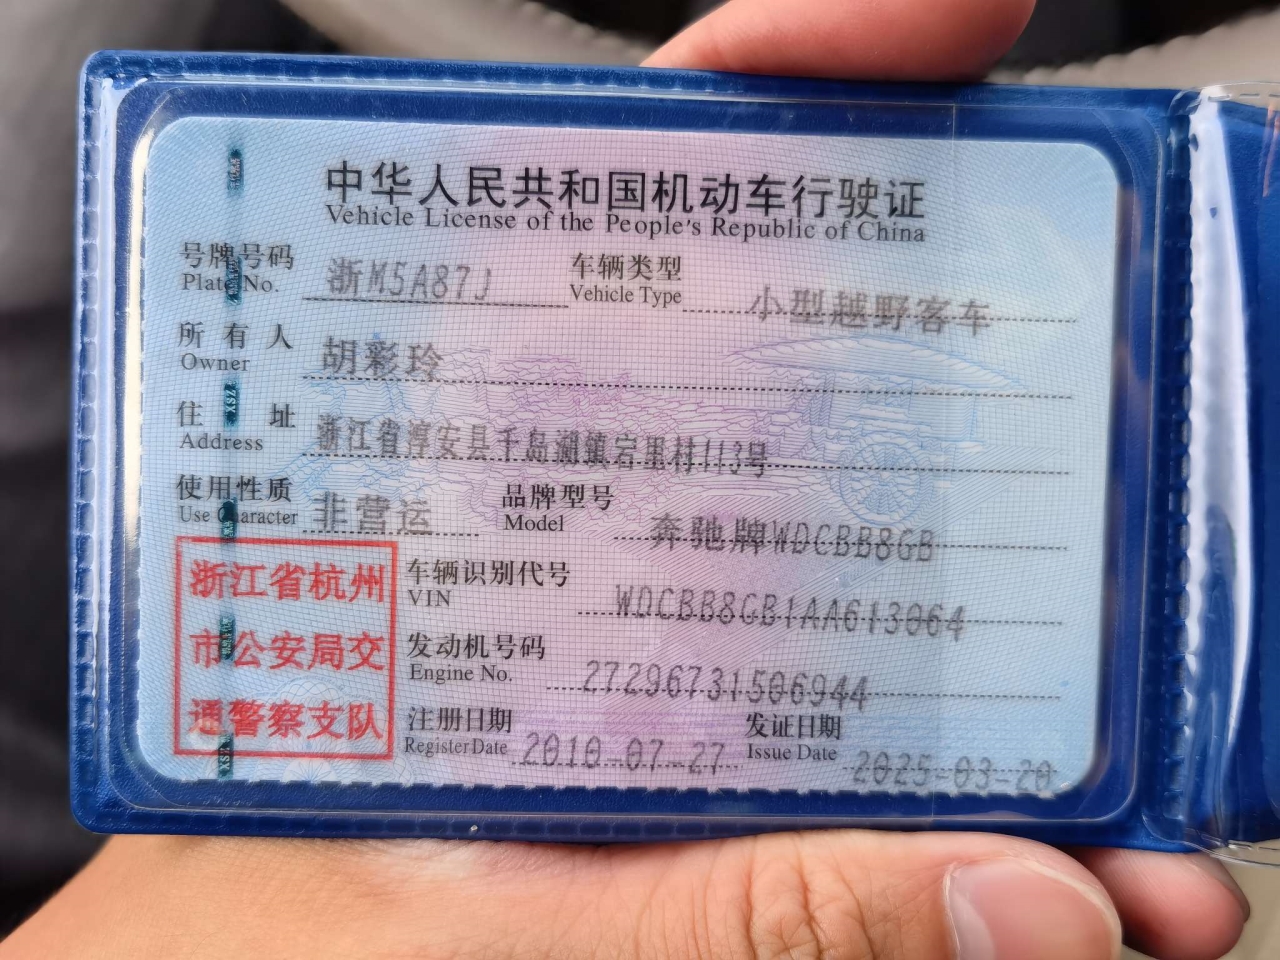 中华人民共和国机动车行驶证
Vehicle License of the People's Republic of China
号牌号码 浙M5A87J 车辆类型 小型越野客车
Plate No. Vehicle Type
所有人 胡彩玲
Owner
住址 浙江省淳安县千岛湖镇宕里村113号
Address
使用性质 非营运 品牌型号 奔驰牌WDCBB8GB
Use Character Model
浙江省杭州
市公安局交
通警察支队
车辆识别代号 WDCBB8GB1AA613064
VIN
发动机号码 27296731506944
Engine No.
注册日期 2010-07-27 发证日期 2025-03-20
Register Date Issue Date